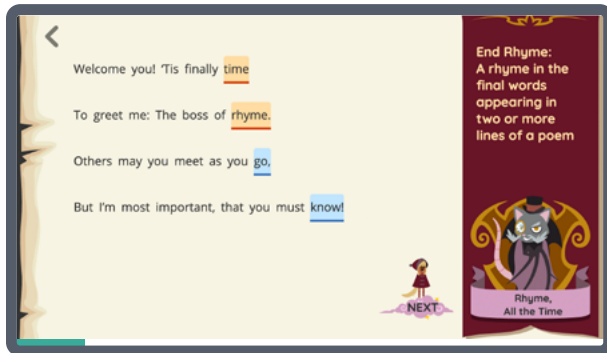 Welcome you! ‘Tis finally time
To greet me: The boss of rhyme.
Others may you meet as you go,
But I’m most important, that you must know!
NEXT
End Rhyme:
A rhyme in the
final words
appearing in
two or more
lines of a poem
Rhyme,
All the Time